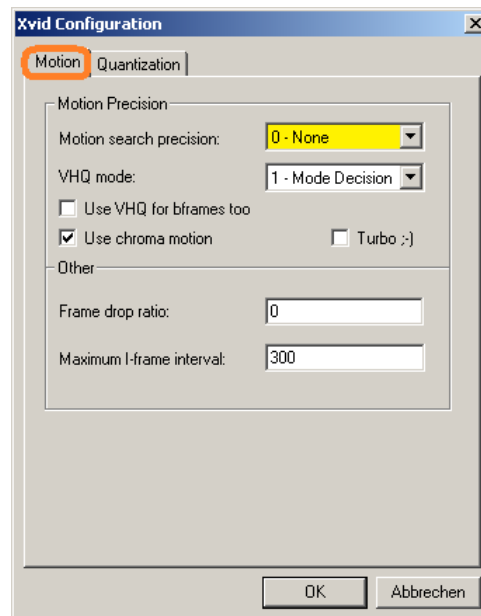 Xvid Configuration
Motion Quantization
Motion Precision
Motion search precision: 0 - None
VHQ mode: 1 - Mode Decision
Use VHQ for bframes too
Use chroma motion Turbo ;-)
Other
Frame drop ratio: 0
Maximum I-frame interval: 300
OK Abbrechen